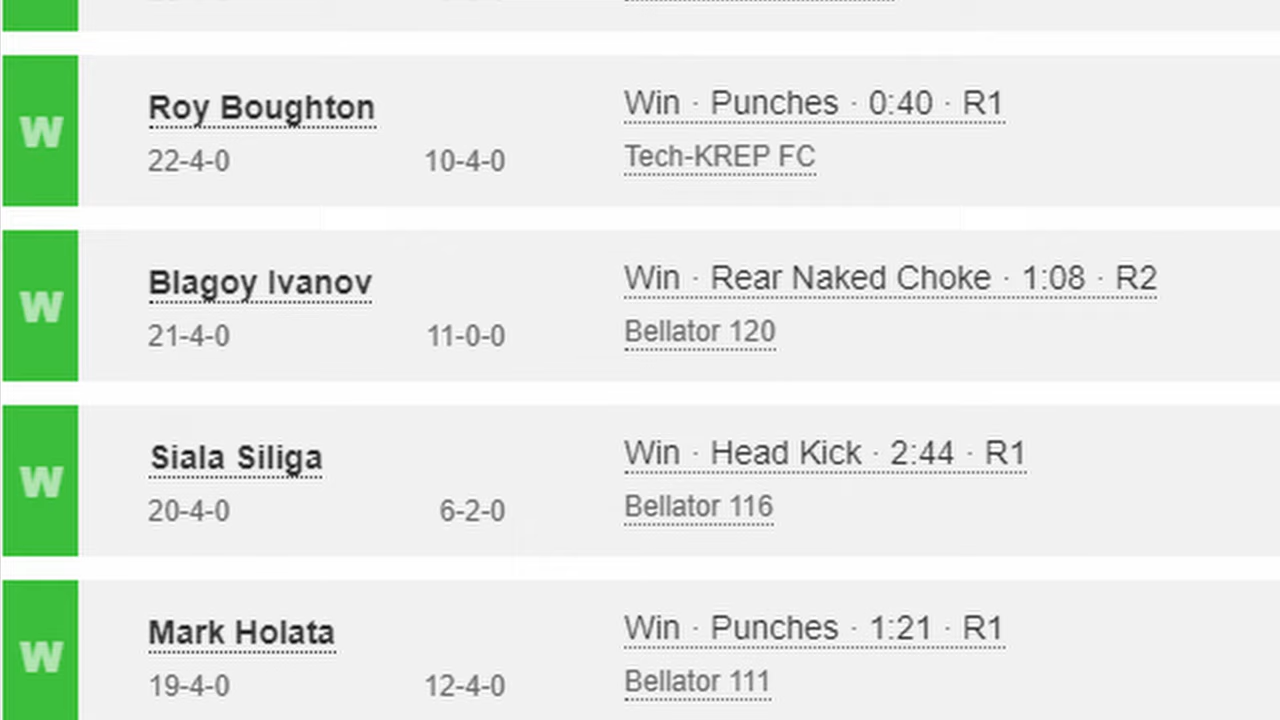 W
Roy Boughton
Win · Punches · 0:40 · R1
22-4-0
10-4-0
Tech-KREP FC
W
Blagoy Ivanov
Win · Rear Naked Choke · 1:08 · R2
21-4-0
11-0-0
Bellator 120
W
Siala Siliga
Win · Head Kick · 2:44 · R1
20-4-0
6-2-0
Bellator 116
W
Mark Holata
Win · Punches · 1:21 · R1
19-4-0
12-4-0
Bellator 111